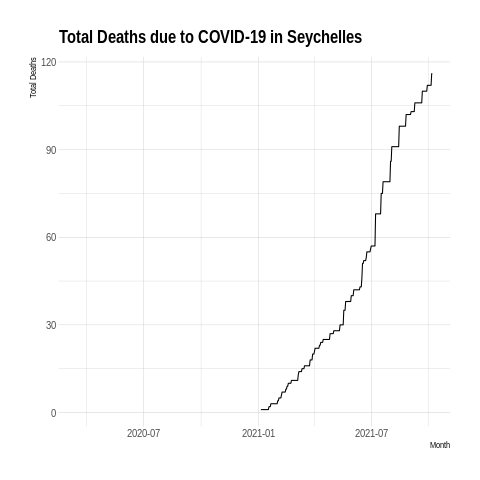 Total Deaths due to COVID-19 in Seychelles
Total Deaths
120
90
60
30
0
2020-07 2021-01 2021-07
Month